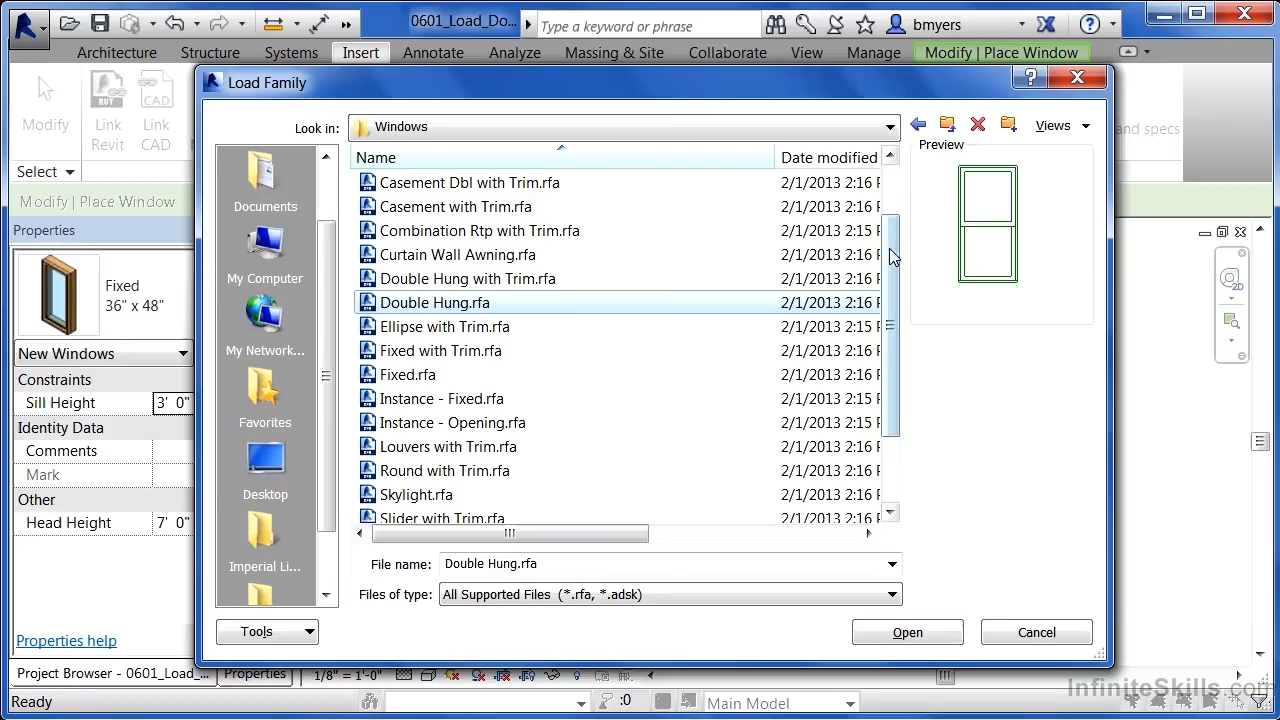 0601_Load_Do...
Type a keyword or phrase
bmyers
Architecture
Structure
Systems
Insert
Annotate
Analyze
Massing & Site
Collaborate
View
Manage
Modify | Place Window
Modify
Link
Revit
Link
CAD
and specs
Select
Modify | Place Window
Properties
Fixed
36" x 48"
New Windows
Constraints
Sill Height 3' 0"
Identity Data
Comments
Mark
Other
Head Height 7' 0"
Properties help
Project Browser - 0601_Load_Do...
Properties
1/8" = 1'-0"
Ready
:0
Main Model
Load Family
Look in: Windows
Views
Preview
Documents
My Computer
My Network...
Favorites
Desktop
Imperial Li...
Name Date modified
Casement Dbl with Trim.rfa 2/1/2013 2:16 P
Casement with Trim.rfa 2/1/2013 2:16 P
Combination Rtp with Trim.rfa 2/1/2013 2:15 P
Curtain Wall Awning.rfa 2/1/2013 2:16 P
Double Hung with Trim.rfa 2/1/2013 2:16 P
Double Hung.rfa 2/1/2013 2:16 P
Ellipse with Trim.rfa 2/1/2013 2:15 P
Fixed with Trim.rfa 2/1/2013 2:16 P
Fixed.rfa 2/1/2013 2:16 P
Instance - Fixed.rfa 2/1/2013 2:15 P
Instance - Opening.rfa 2/1/2013 2:15 P
Louvers with Trim.rfa 2/1/2013 2:16 P
Round with Trim.rfa 2/1/2013 2:16 P
Skylight.rfa 2/1/2013 2:16 P
Slider with Trim.rfa 2/1/2013 2:16 P
File name: Double Hung.rfa
Files of type: All Supported Files (*.rfa, *.adsk)
Tools
Open
Cancel
InfiniteSkills.com